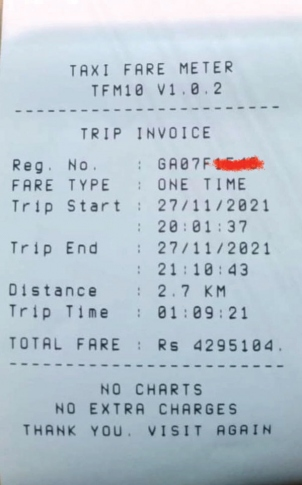 TAXI FARE METER
TFM10 V1.0.2
TRIP INVOICE
Reg. No. : GA07F
FARE TYPE : ONE TIME
Trip Start : 27/11/2021
: 20:01:37
Trip End : 27/11/2021
: 21:10:43
Distance : 2.7 KM
Trip Time : 01:09:21
TOTAL FARE : Rs 4295104.
NO CHARTS
NO EXTRA CHARGES
THANK YOU. VISIT AGAIN